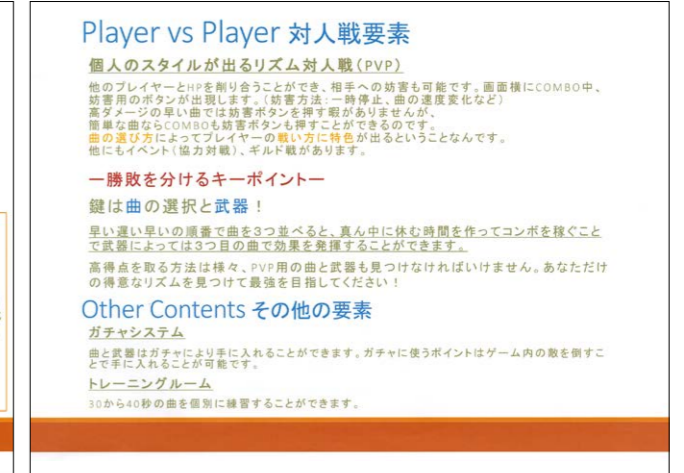 Player vs Player 対人戦要素
個人のスタイルが出るリズム対人戦(PVP)
他のプレイヤーとHPを削り合うことができ、相手への妨害も可能です。画面横にCOMBO中、
妨害用のボタンが出現します。(妨害方法:一時停止、曲の速度変化など)
高ダメージの早い曲では妨害ボタンを押す暇がありませんが、
簡単な曲ならCOMBOも妨害ボタンも押すことができるのです。
曲の選び方によってプレイヤーの戦い方に特色が出るということなんです。
他にもイベント(協力対戦)、ギルド戦があります。
ー勝敗を分けるキーポイントー
鍵は曲の選択と武器!
早い遅い早いの順番で曲を3つ並べると、真ん中に休む時間を作ってコンボを稼ぐこと
で武器によっては3つ目の曲で効果を発揮することができます。
高得点を取る方法は様々、PVP用の曲と武器も見つけなければいけません。あなただけ
の得意なリズムを見つけて最強を目指してください!
Other Contents その他の要素
ガチャシステム
曲と武器はガチャにより手に入れることができます。ガチャに使うポイントはゲーム内の敵を倒すこ
とで手に入れることが可能です。
トレーニングルーム
30から40秒の曲を個別に練習することができます。